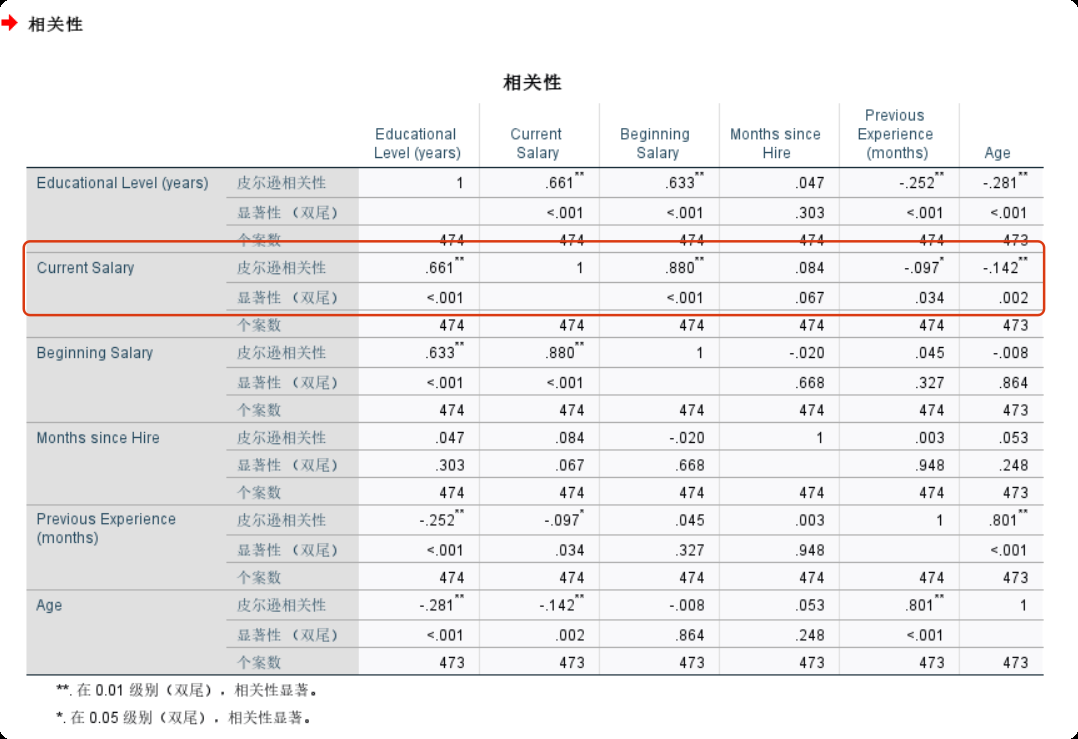 相关性
相关性
Educational Level (years) Current Salary Beginning Salary Months since Hire Previous Experience (months) Age
Educational Level (years) 皮尔逊相关性 1 .661** .633** .047 -.252** -.281**
显著性（双尾） <.001 <.001 .303 <.001 <.001
个案数 474 474 474 474 474 473
Current Salary 皮尔逊相关性 .661** 1 .880** .084 -.097* -.142**
显著性（双尾） <.001 <.001 .067 .034 .002
个案数 474 474 474 474 474 473
Beginning Salary 皮尔逊相关性 .633** .880** 1 -.020 .045 -.008
显著性（双尾） <.001 <.001 .668 .327 .864
个案数 474 474 474 474 474 473
Months since Hire 皮尔逊相关性 .047 .084 -.020 1 .003 .053
显著性（双尾） .303 .067 .668 .948 .248
个案数 474 474 474 474 474 473
Previous Experience (months) 皮尔逊相关性 -.252** -.097* .045 .003 1 .801**
显著性（双尾） <.001 .034 .327 .948 <.001
个案数 474 474 474 474 474 473
Age 皮尔逊相关性 -.281** -.142** -.008 .053 .801** 1
显著性（双尾） <.001 .002 .864 .248 <.001
个案数 473 473 473 473 473 473
**. 在 0.01 级别（双尾），相关性显著。
*. 在 0.05 级别（双尾），相关性显著。